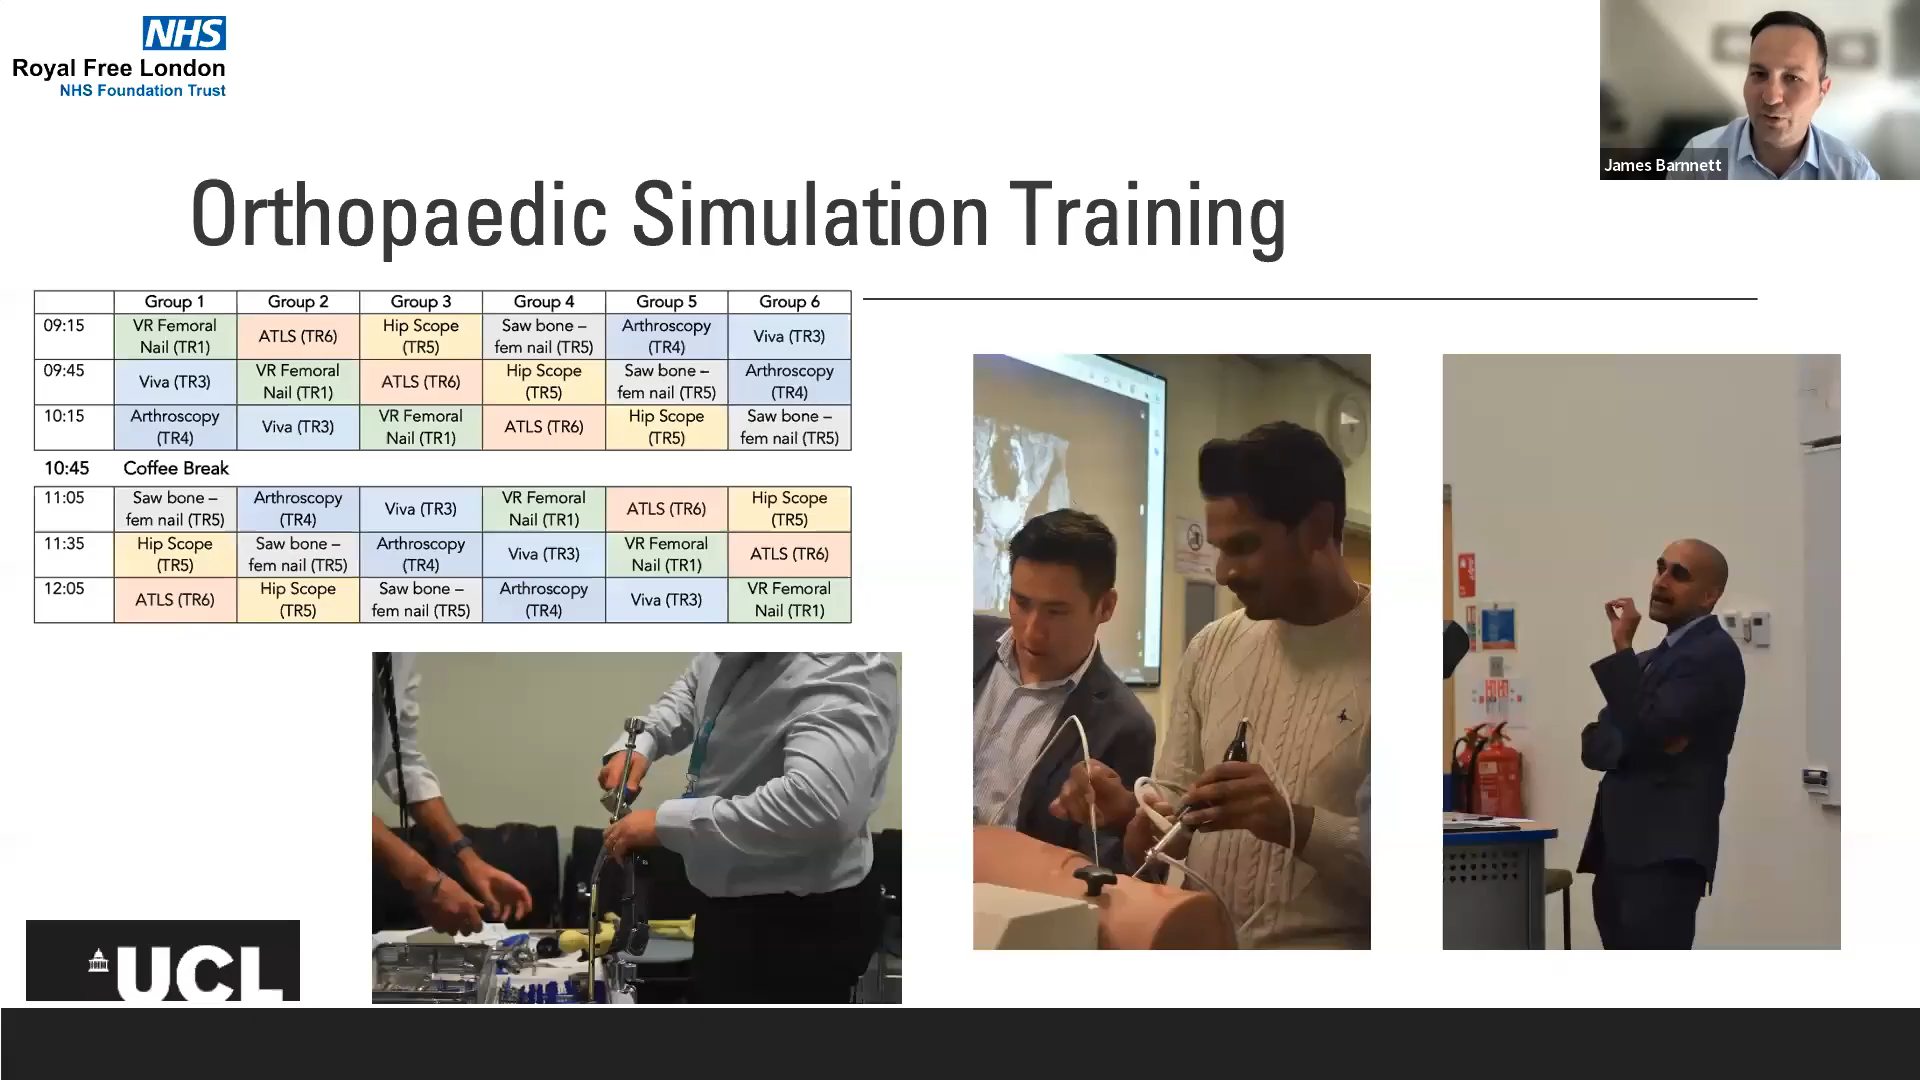 NHS
Royal Free London
NHS Foundation Trust
James Barnnett
Orthopaedic Simulation Training
Group 1 Group 2 Group 3 Group 4 Group 5 Group 6
09:15 VR Femoral Nail (TR1) ATLS (TR6) Hip Scope (TR5) Saw bone – fem nail (TR5) Arthroscopy (TR4) Viva (TR3)
09:45 Viva (TR3) VR Femoral Nail (TR1) ATLS (TR6) Hip Scope (TR5) Saw bone – fem nail (TR5) Arthroscopy (TR4)
10:15 Arthroscopy (TR4) Viva (TR3) VR Femoral Nail (TR1) ATLS (TR6) Hip Scope (TR5) Saw bone – fem nail (TR5)
10:45 Coffee Break
11:05 Saw bone – fem nail (TR5) Arthroscopy (TR4) Viva (TR3) VR Femoral Nail (TR1) ATLS (TR6) Hip Scope (TR5)
11:35 Hip Scope (TR5) Saw bone – fem nail (TR5) Arthroscopy (TR4) Viva (TR3) VR Femoral Nail (TR1) ATLS (TR6)
12:05 ATLS (TR6) Hip Scope (TR5) Saw bone – fem nail (TR5) Arthroscopy (TR4) Viva (TR3) VR Femoral Nail (TR1)
UCL